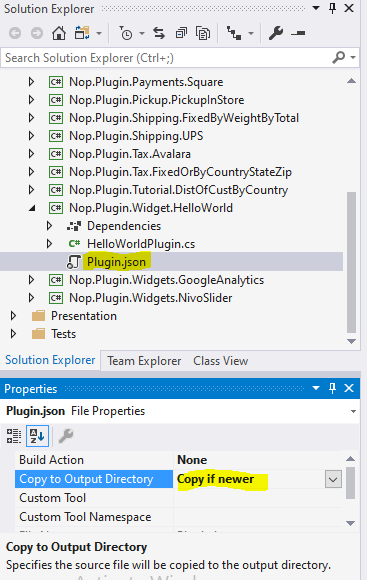 Solution Explorer
Search Solution Explorer (Ctrl+;)
C# Nop.Plugin.Payments.Square
C# Nop.Plugin.Pickup.PickupInStore
C# Nop.Plugin.Shipping.FixedByWeightByTotal
C# Nop.Plugin.Shipping.UPS
C# Nop.Plugin.Tax.Avalara
C# Nop.Plugin.Tax.FixedOrByCountryStateZip
C# Nop.Plugin.Tutorial.DistOfCustByCountry
C# Nop.Plugin.Widget.HelloWorld
Dependencies
C# HelloWorldPlugin.cs
Plugin.json
C# Nop.Plugin.Widgets.GoogleAnalytics
C# Nop.Plugin.Widgets.NivoSlider
Presentation
Tests
Solution Explorer Team Explorer Class View
Properties
Plugin.json File Properties
Build Action None
Copy to Output Directory Copy if newer
Custom Tool
Custom Tool Namespace
Copy to Output Directory
Specifies the source file will be copied to the output directory.